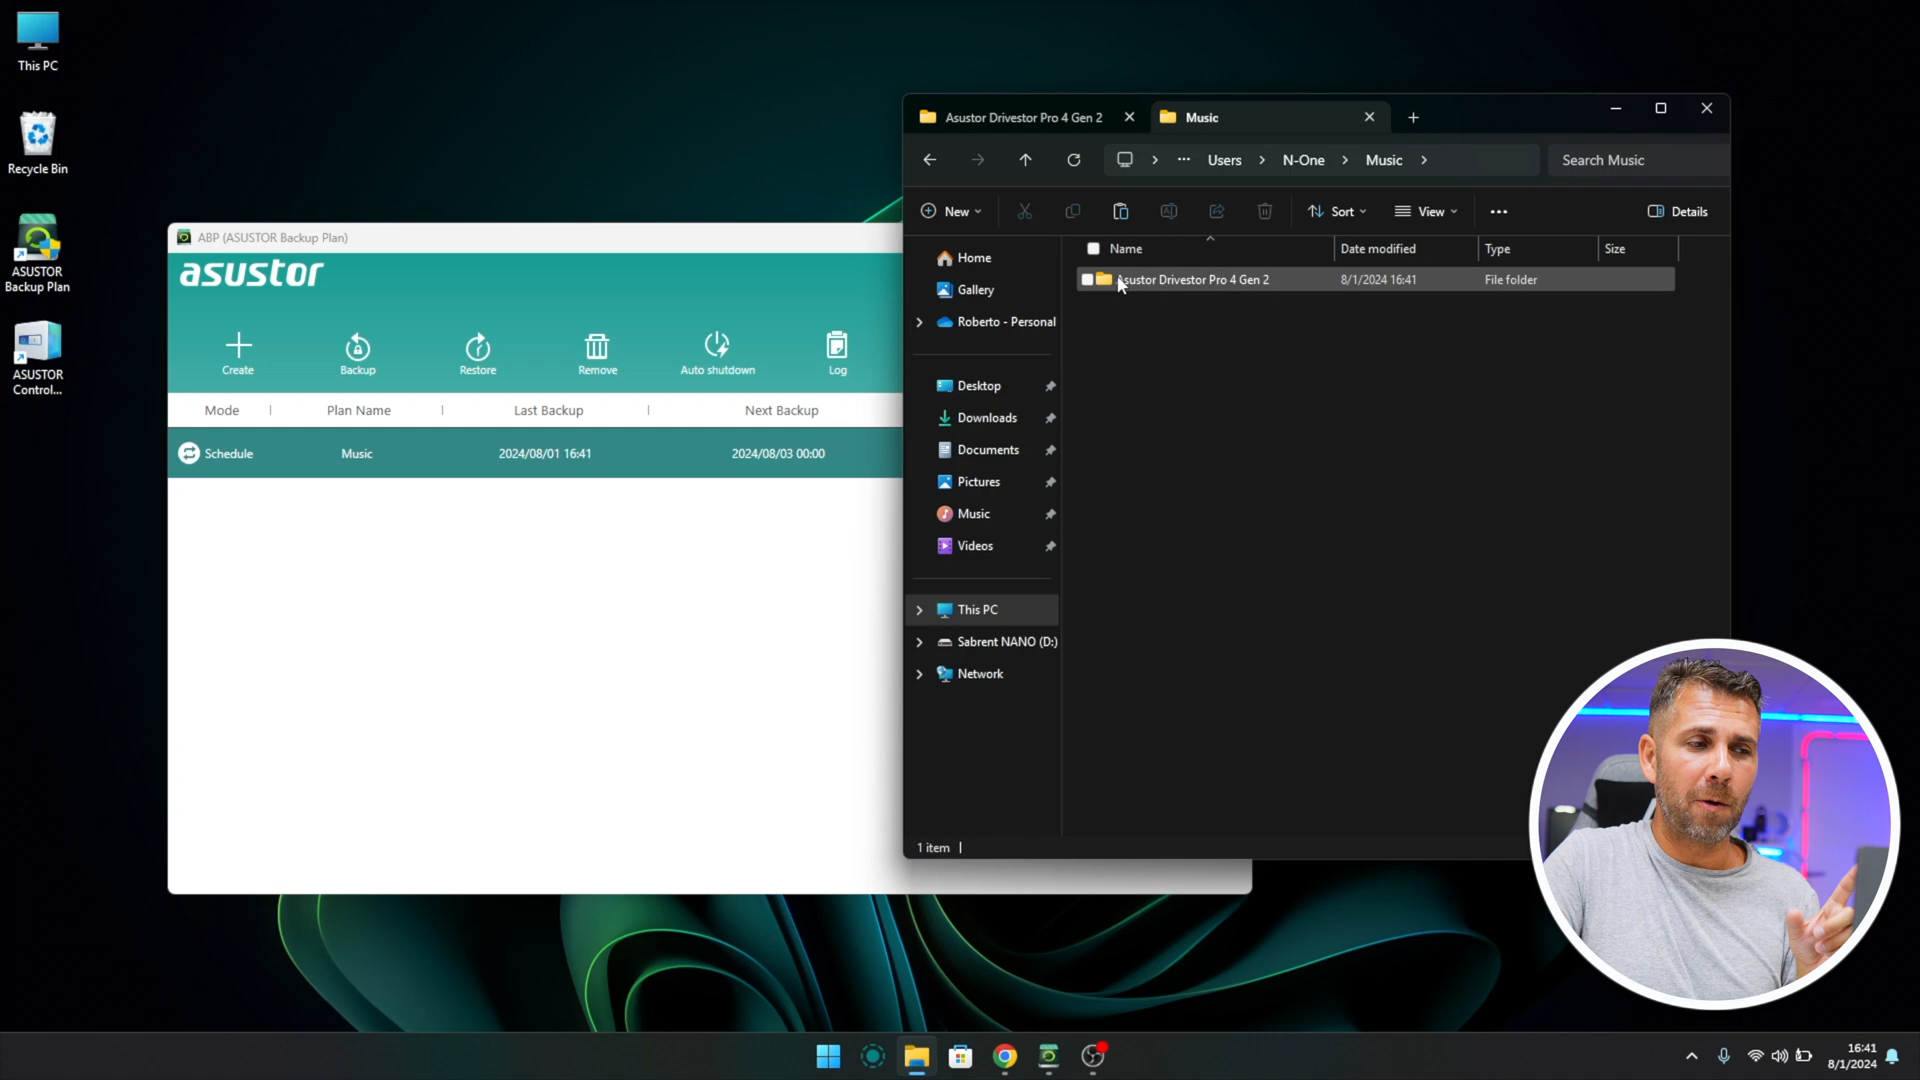 This PC
Recycle Bin
ASUSTOR
Backup Plan
ASUSTOR
Control...
ABP (ASUSTOR Backup Plan)
asustor
Create
Backup
Restore
Remove
Auto shutdown
Log
Mode
Plan Name
Last Backup
Next Backup
Schedule
Music
2024/08/01 16:41
2024/08/03 00:00
Asustor Drivestor Pro 4 Gen 2
Music
Users
N-One
Music
Search Music
New
Sort
View
Details
Home
Gallery
Roberto - Personal
Desktop
Downloads
Documents
Pictures
Music
Videos
This PC
Sabrent NANO (D:)
Network
Name
Date modified
Type
Size
Asustor Drivestor Pro 4 Gen 2
8/1/2024 16:41
File folder
1 item
16:41
8/1/2024